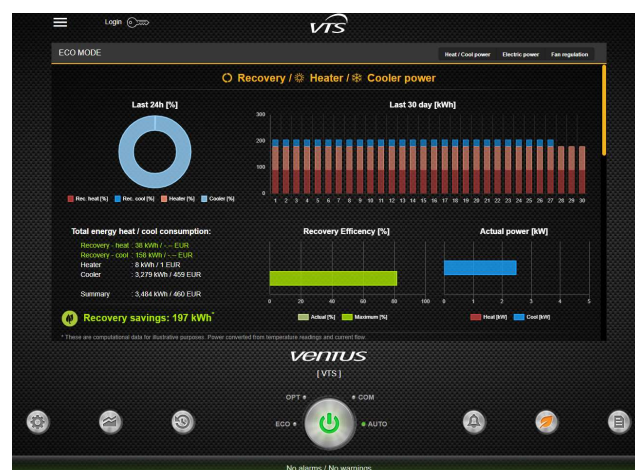 Login
VTS
ECO MODE
Heat / Cool power Electric power Fan regulation
Recovery / Heater / Cooler power
Last 24h [%]
Rec. heat [%] Rec. cool [%] Heater [%] Cooler [%]
Last 30 day [kWh]
300
200
100
0
1 2 3 4 5 6 7 8 9 10 11 12 13 14 15 16 17 18 19 20 21 22 23 24 25 26 27 28 29 30
Total energy heat / cool consumption:
Recovery - heat : 38 kWh / -.-- EUR
Recovery - cool : 158 kWh / -.-- EUR
Heater : 8 kWh / 1 EUR
Cooler : 3,279 kWh / 459 EUR
Summary : 3,484 kWh / 460 EUR
Recovery savings: 197 kWh*
Recovery Efficency [%]
0 20 40 60 80 100
Actual [%] Maximum [%]
Actual power [kW]
0 1 2 3 4 5
Heat [kW] Cool [kW]
* These are computational data for illustrative purposes. Power converted from temperature readings and current flow.
VENTUS
[ VTS ]
OPT COM
ECO AUTO
No alarms / No warnings